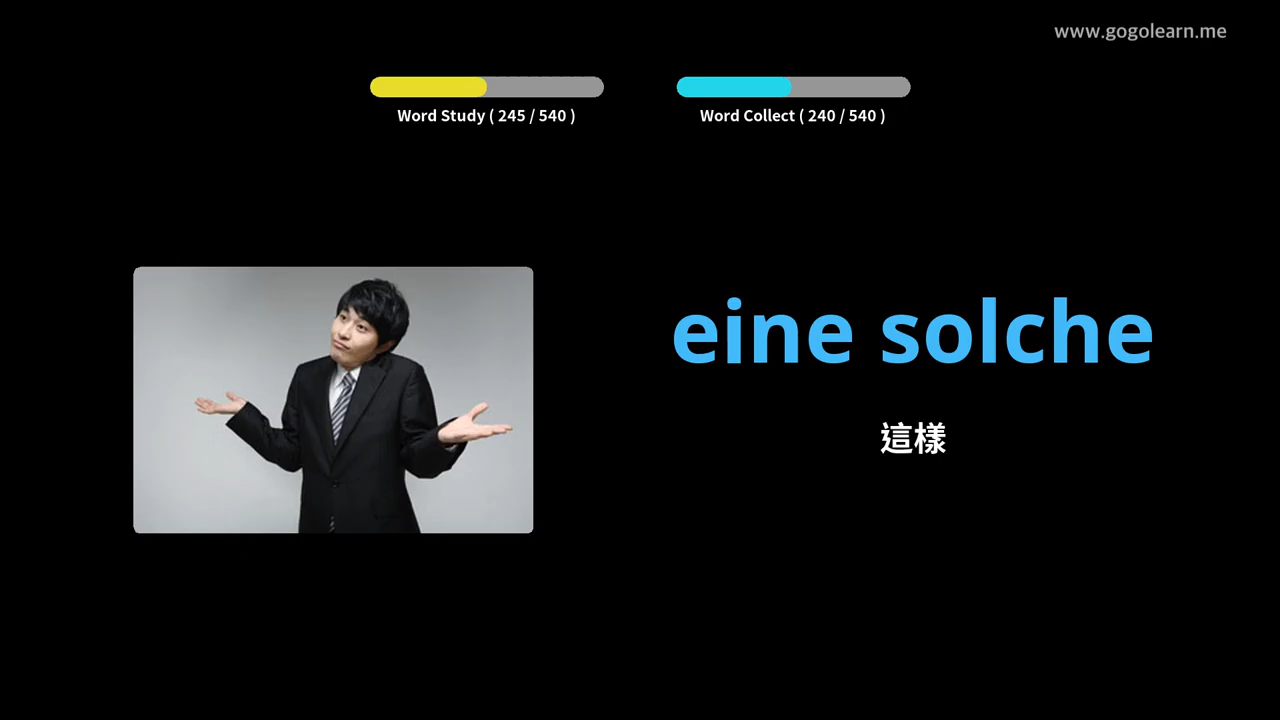 www.gogolearn.me
Word Study ( 245 / 540 )
Word Collect ( 240 / 540 )
eine solche
這樣